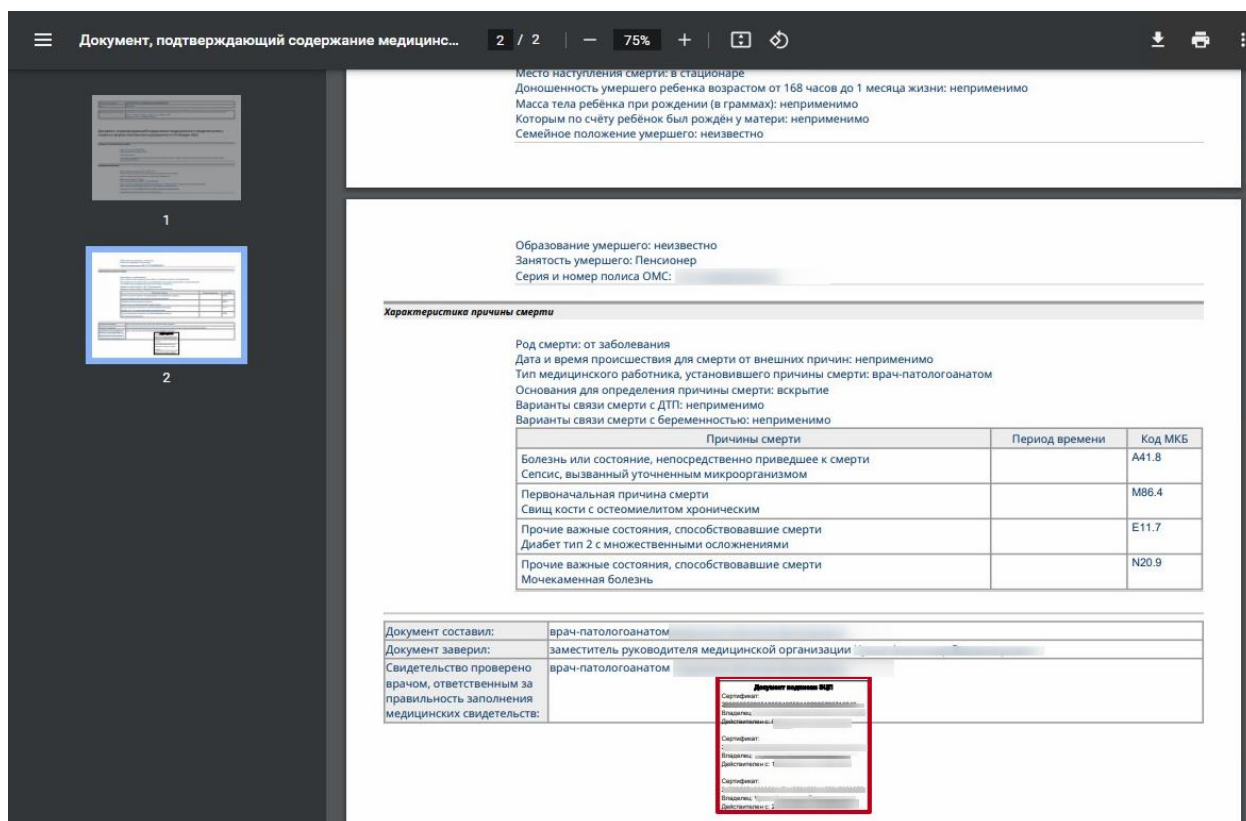 Документ, подтверждающий содержание медицинс...
2 / 2
75%
1
2
Место наступления смерти: в стационаре
Доношенность умершего ребенка возрастом от 168 часов до 1 месяца жизни: неприменимо
Масса тела ребёнка при рождении (в граммах): неприменимо
Которым по счёту ребёнок был рождён у матери: неприменимо
Семейное положение умершего: неизвестно
Образование умершего: неизвестно
Занятость умершего: Пенсионер
Серия и номер полиса ОМС:
Характеристика причины смерти
Род смерти: от заболевания
Дата и время происшествия для смерти от внешних причин: неприменимо
Тип медицинского работника, установившего причины смерти: врач-патологоанатом
Основания для определения причины смерти: вскрытие
Варианты связи смерти с ДТП: неприменимо
Варианты связи смерти с беременностью: неприменимо
Причины смерти Период времени Код МКБ
Болезнь или состояние, непосредственно приведшее к смерти A41.8
Сепсис, вызванный уточненным микроорганизмом
Первоначальная причина смерти M86.4
Свищ кости с остеомиелитом хроническим
Прочие важные состояния, способствовавшие смерти E11.7
Диабет тип 2 с множественными осложнениями
Прочие важные состояния, способствовавшие смерти N20.9
Мочекаменная болезнь
Документ составил: врач-патологоанатом
Документ заверил: заместитель руководителя медицинской организации
Свидетельство проверено врач-патологоанатом
врачом, ответственным за
правильность заполнения
медицинских свидетельств:
Документ подписан ЭЦП
Сертификат:
Владелец:
Действителен с:
Сертификат:
Владелец:
Действителен с: 1
Сертификат:
Владелец:
Действителен с: 2